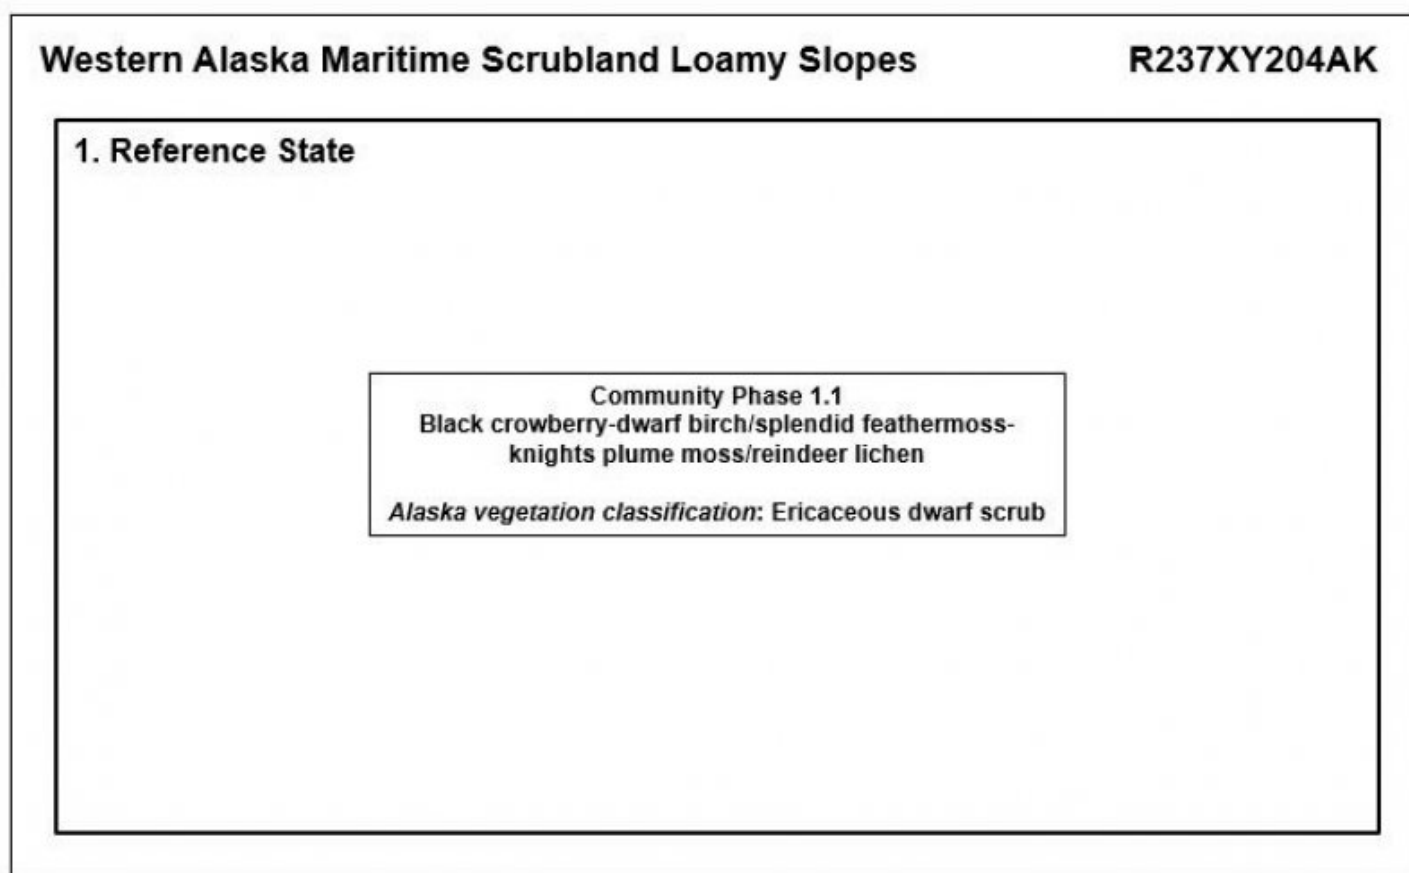 Western Alaska Maritime Scrubland Loamy Slopes R237XY204AK
1. Reference State
Community Phase 1.1
Black crowberry-dwarf birch/splendid feathermoss-
knights plume moss/reindeer lichen
Alaska vegetation classification: Ericaceous dwarf scrub